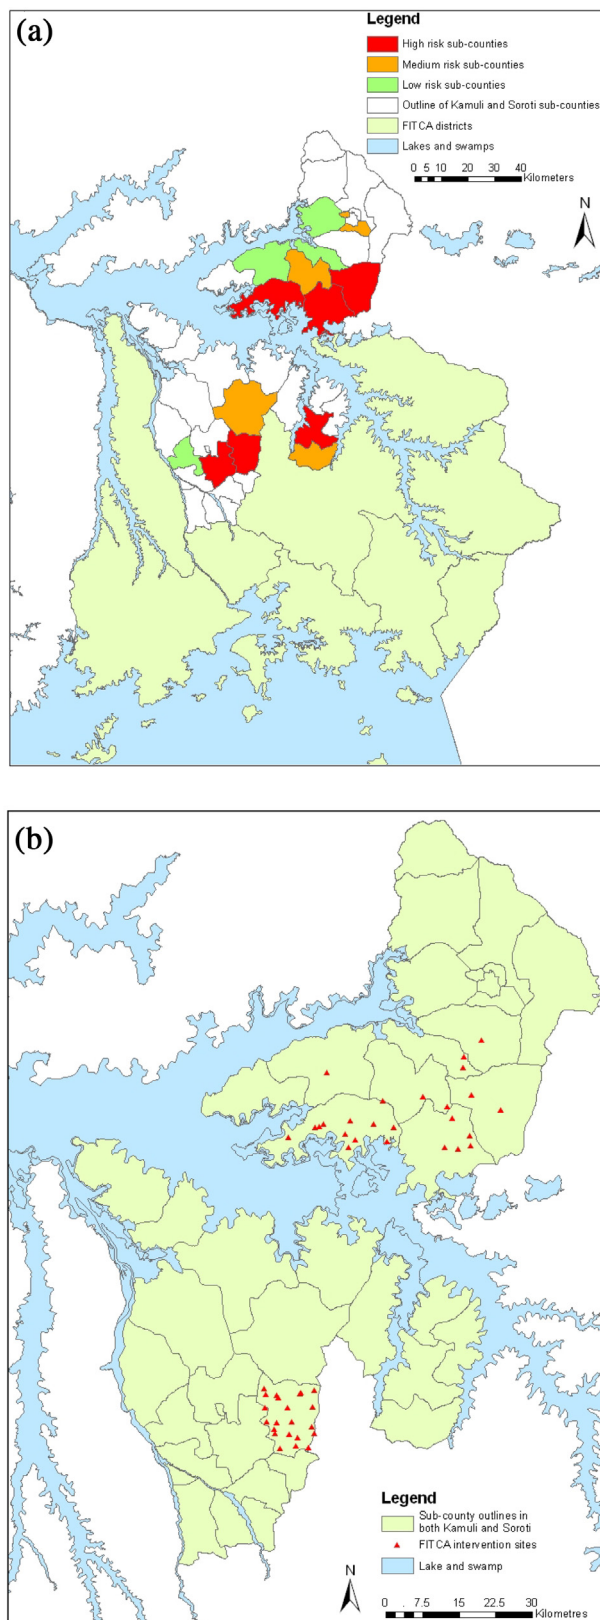 (a)
Legend
High risk sub-counties
Medium risk sub-counties
Low risk sub-counties
Outline of Kamuli and Soroti sub-counties
FITCA districts
Lakes and swamps
0 5 10 20 30 40
Kilometers
N
(b)
Legend
Sub-county outlines in
both Kamuli and Soroti
FITCA intervention sites
Lake and swamp
N
0 7.5 15 30
Kilometres